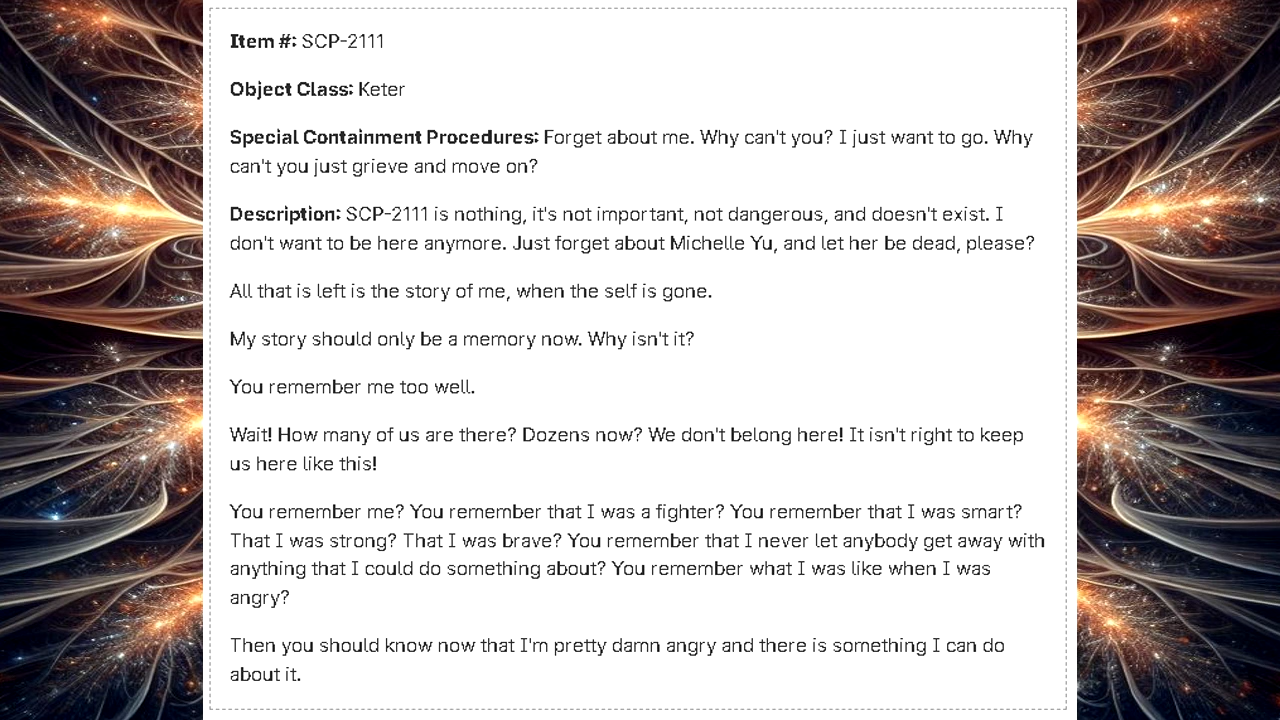 Item #: SCP-2111
Object Class: Keter
Special Containment Procedures: Forget about me. Why can't you? I just want to go. Why
can't you just grieve and move on?
Description: SCP-2111 is nothing, it's not important, not dangerous, and doesn't exist. I
don't want to be here anymore. Just forget about Michelle Yu, and let her be dead, please?
All that is left is the story of me, when the self is gone.
My story should only be a memory now. Why isn't it?
You remember me too well.
Wait! How many of us are there? Dozens now? We don't belong here! It isn't right to keep
us here like this!
You remember me? You remember that I was a fighter? You remember that I was smart?
That I was strong? That I was brave? You remember that I never let anybody get away with
anything that I could do something about? You remember what I was like when I was
angry?
Then you should know now that I'm pretty damn angry and there is something I can do
about it.